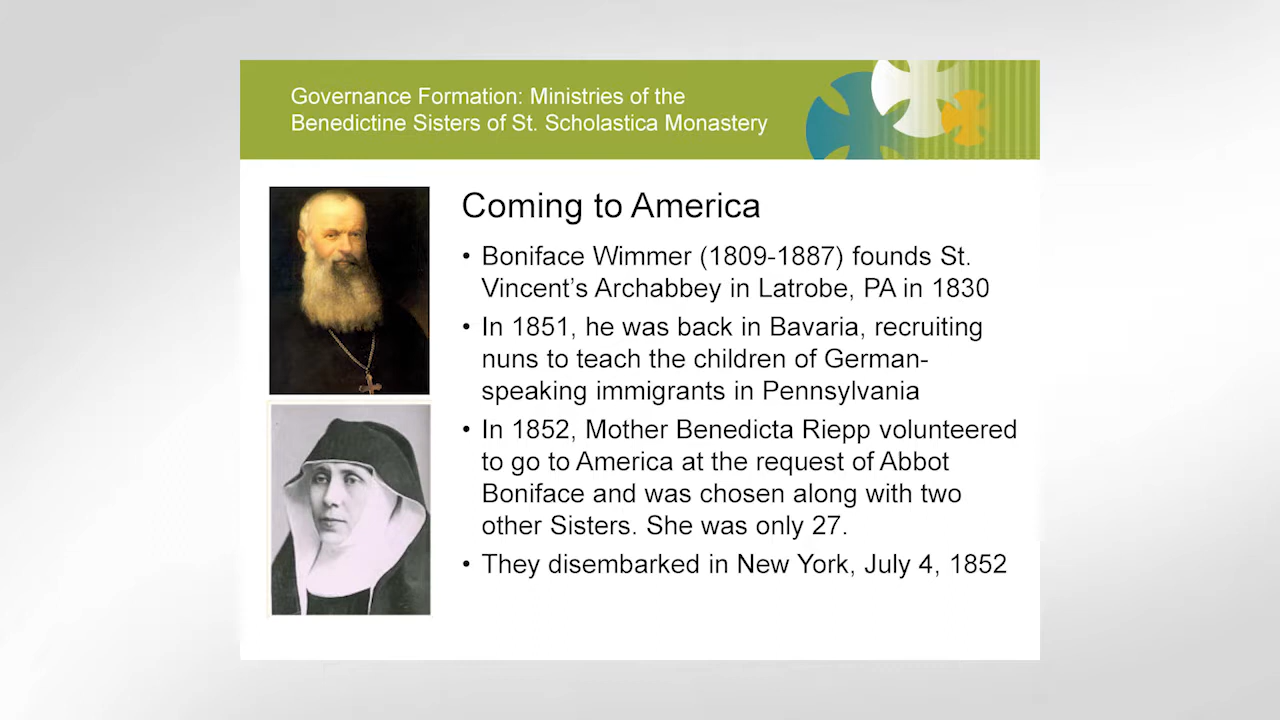 Governance Formation: Ministries of the
Benedictine Sisters of St. Scholastica Monastery
Coming to America
• Boniface Wimmer (1809-1887) founds St.
Vincent’s Archabbey in Latrobe, PA in 1830
• In 1851, he was back in Bavaria, recruiting
nuns to teach the children of German-
speaking immigrants in Pennsylvania
• In 1852, Mother Benedicta Riepp volunteered
to go to America at the request of Abbot
Boniface and was chosen along with two
other Sisters. She was only 27.
• They disembarked in New York, July 4, 1852